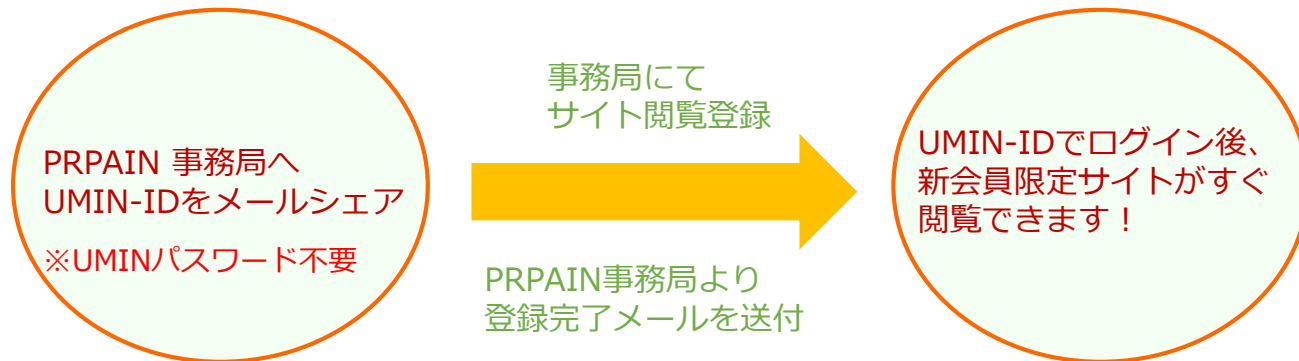 PRPAIN 事務局へ
UMIN-IDをメールシェア
※UMINパスワード不要
事務局にて
サイト閲覧登録
PRPAIN事務局より
登録完了メールを送付
UMIN-IDでログイン後、
新会員限定サイトがすぐ
閲覧できます！